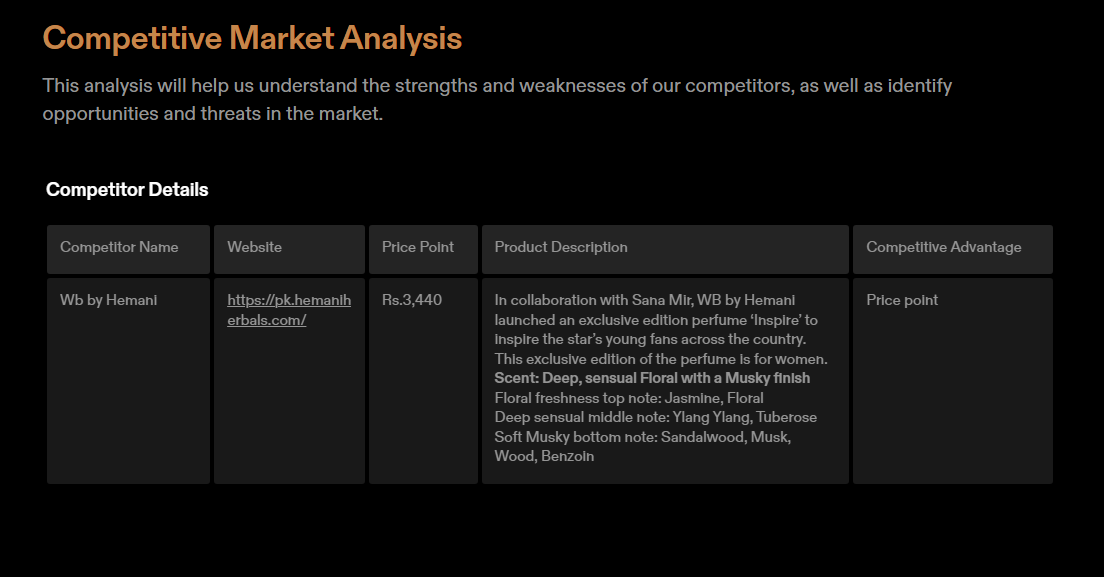 Competitive Market Analysis
This analysis will help us understand the strengths and weaknesses of our competitors, as well as identify
opportunities and threats in the market.
Competitor Details
Competitor Name
Website
Price Point
Product Description
Competitive Advantage
Wb by Hemani
https://pk.hemanih
erbals.com/
Rs.3,440
In collaboration with Sana Mir, WB by Hemani
launched an exclusive edition perfume ‘Inspire’ to
inspire the star’s young fans across the country.
This exclusive edition of the perfume is for women.
Scent: Deep, sensual Floral with a Musky finish
Floral freshness top note: Jasmine, Floral
Deep sensual middle note: Ylang Ylang, Tuberose
Soft Musky bottom note: Sandalwood, Musk,
Wood, Benzoin
Price point